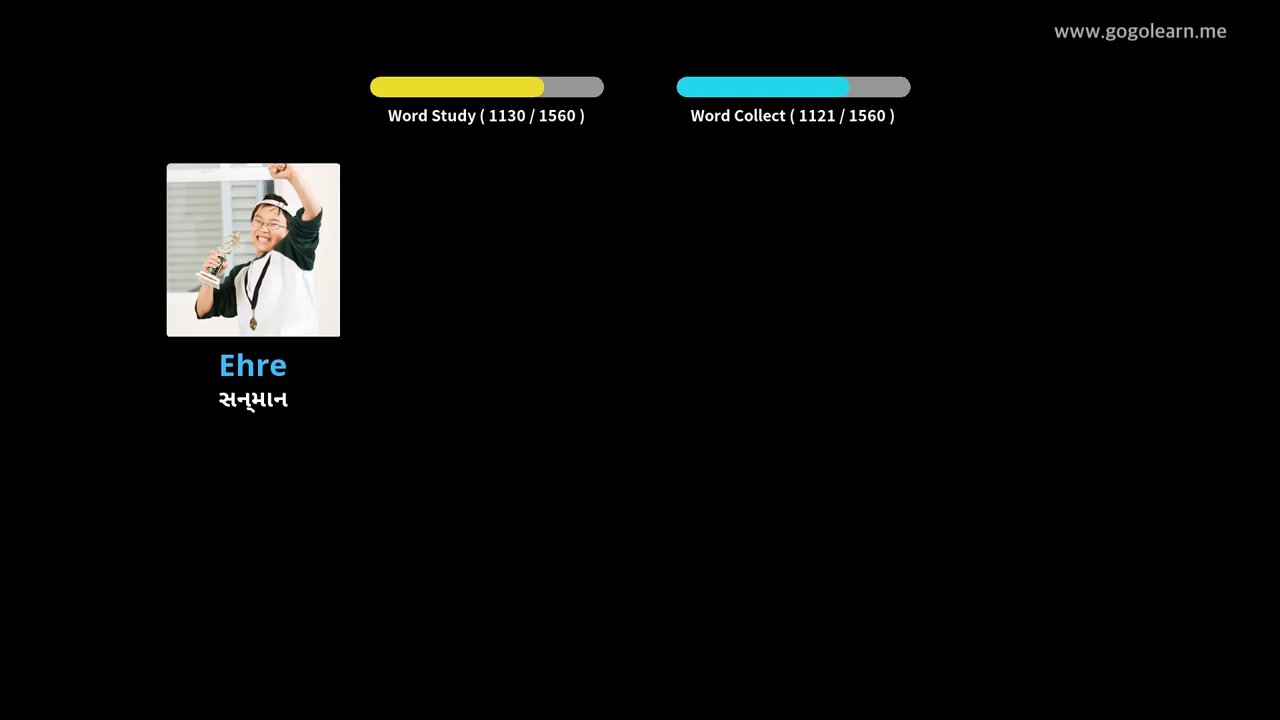 www.gogolearn.me
Word Study ( 1130 / 1560 )
Word Collect ( 1121 / 1560 )
Ehre
સન્માન